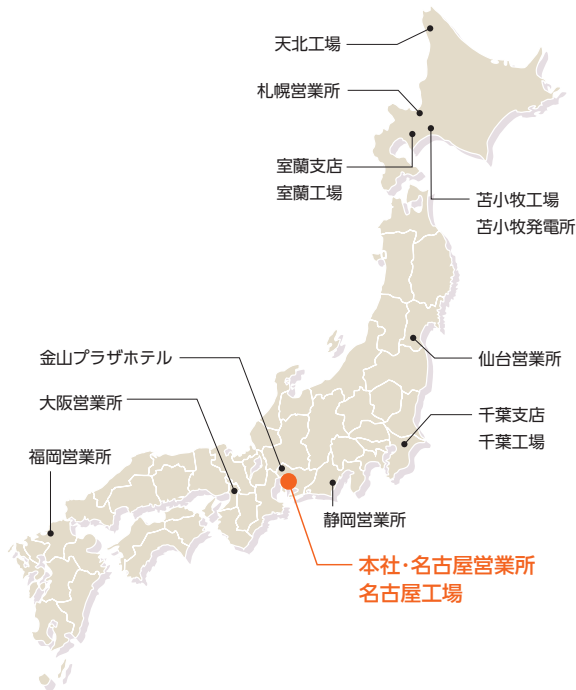 天北工場
札幌営業所
室蘭支店
室蘭工場
苫小牧工場
苫小牧発電所
金山プラザホテル
仙台営業所
大阪営業所
千葉支店
千葉工場
福岡営業所
静岡営業所
本社・名古屋営業所
名古屋工場